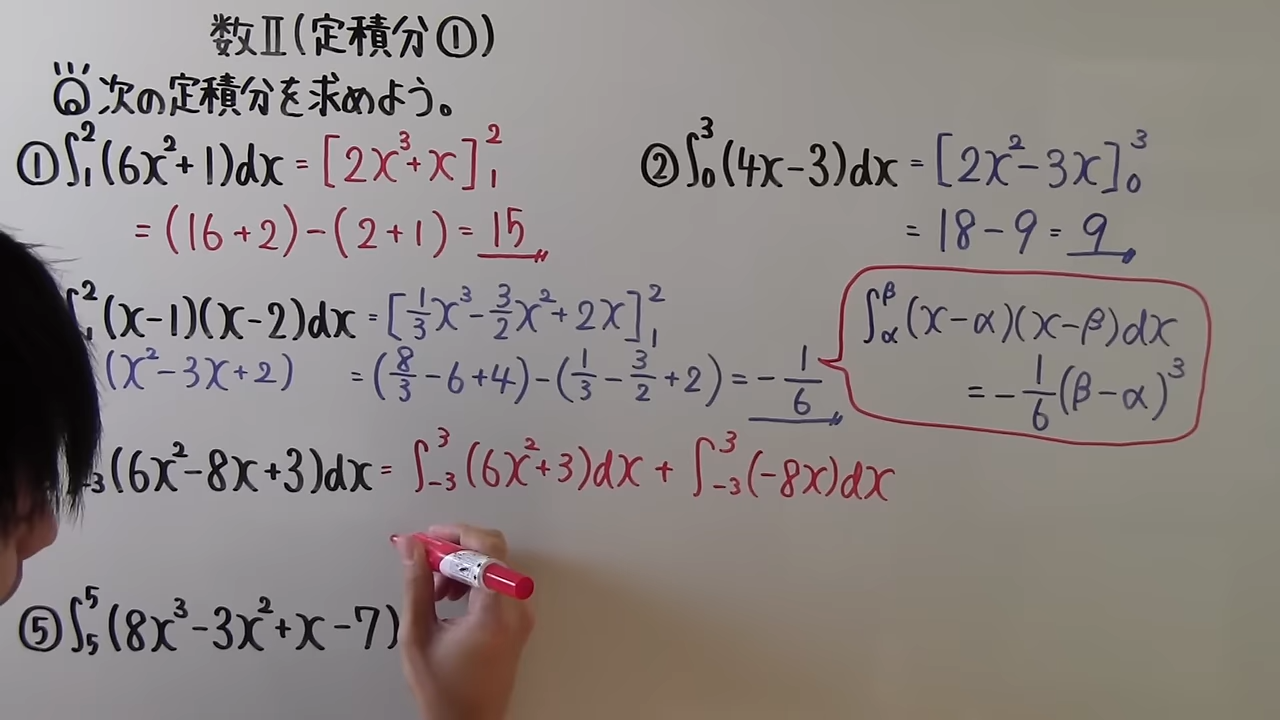 数Ⅱ(定積分①)
Q 次の定積分を求めよう。
① ∫₁² (6x²+1)dx = [2x³+x]₁²
= (16+2)-(2+1) = 15
② ∫₀³ (4x-3)dx = [2x²-3x]₀³
= 18-9 = 9
∫₁² (x-1)(x-2)dx = [1/3x³-3/2x²+2x]₁²
(x²-3x+2) = (8/3-6+4)-(1/3-3/2+2) = -1/6
∫αᵝ (x-α)(x-β)dx
= -1/6(β-α)³
₋₃ (6x²-8x+3)dx = ∫₋₃³ (6x²+3)dx + ∫₋₃³ (-8x)dx
⑤ ∫₅⁵ (8x³-3x²+x-7)